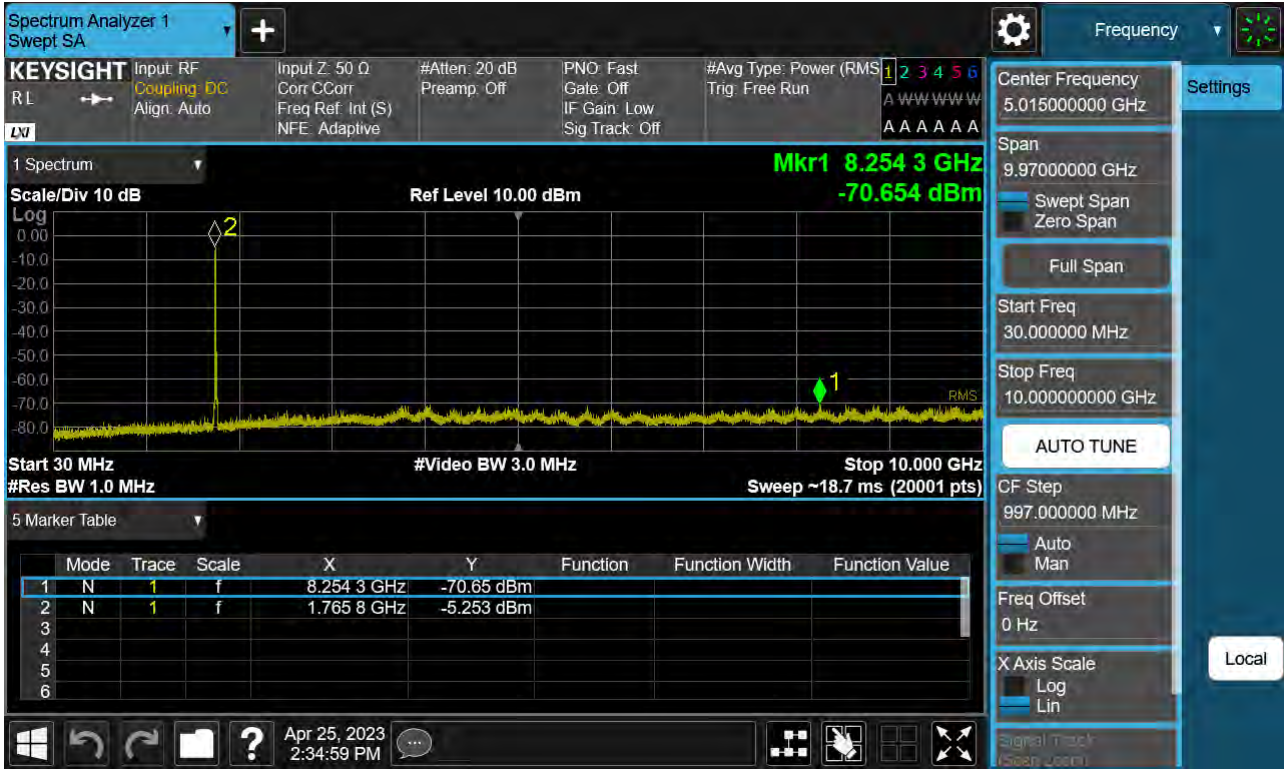 Spectrum Analyzer 1
Swept SA
+
Frequency
KEYSIGHT
Input: RF
Input Z: 50 Ω
#Atten: 20 dB
PNO: Fast
#Avg Type: Power (RMS
1 2 3 4 5 6
RL
Coupling: DC
Corr CCorr
Preamp: Off
Gate: Off
Trig: Free Run
A W W W W W
Align: Auto
Freq Ref: Int (S)
IF Gain: Low
LXI
NFE: Adaptive
Sig Track: Off
A A A A A A
1 Spectrum
Mkr1 8.254 3 GHz
Scale/Div 10 dB
Ref Level 10.00 dBm
-70.654 dBm
Log
0.00
-10.0
-20.0
-30.0
-40.0
-50.0
-60.0
-70.0
-80.0
2
1
RMS
Start 30 MHz
#Video BW 3.0 MHz
Stop 10.000 GHz
#Res BW 1.0 MHz
Sweep ~18.7 ms (20001 pts)
5 Marker Table
Mode Trace Scale X Y Function Function Width Function Value
1 N 1 f 8.254 3 GHz -70.65 dBm
2 N 1 f 1.765 8 GHz -5.253 dBm
3
4
5
6
?
Apr 25, 2023
2:34:59 PM
Center Frequency
5.015000000 GHz
Settings
Span
9.97000000 GHz
Swept Span
Zero Span
Full Span
Start Freq
30.000000 MHz
Stop Freq
10.000000000 GHz
AUTO TUNE
CF Step
997.000000 MHz
Auto
Man
Freq Offset
0 Hz
X Axis Scale
Log
Lin
Local
Signal Track
(Span Zoom)